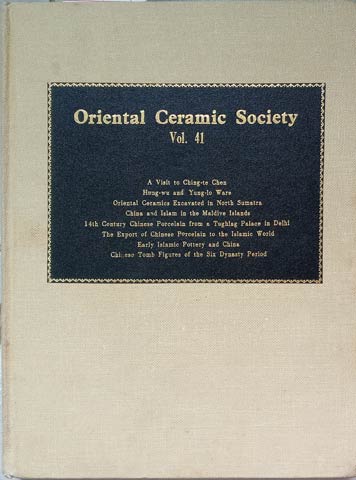 Oriental Ceramic Society
Vol. 41
A Visit to Ching-te Chen
Hung-wu and Yung-lo Ware
Oriental Ceramics Excavated in North Sumatra
China and Islam in the Maldive Islands
14th Century Chinese Porcelain from a Tughlag Palace in Delhi
The Export of Chinese Porcelain to the Islamic World
Early Islamic Pottery and China
Chinese Tomb Figures of the Six Dynasty Period